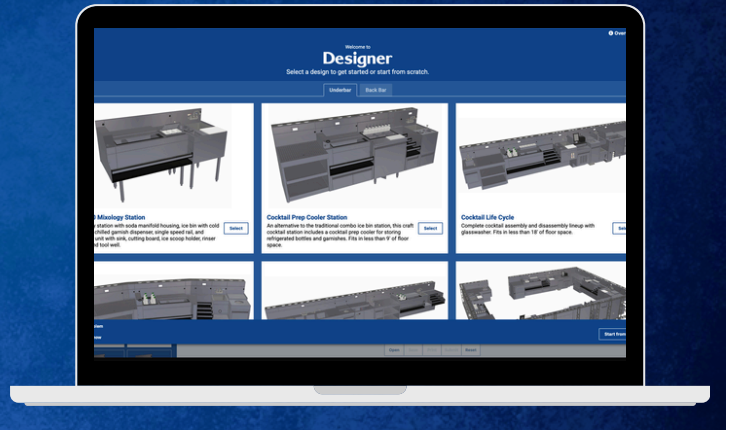 Over
Welcome to
Designer
Select a design to get started or start from scratch.
Underbar
Back Bar
Mixology Station
station with soda manifold housing, ice bin with cold
chilled garnish dispenser, single speed rail, and
unit with sink, cutting board, ice scoop holder, rinser
d tool well.
Select
Cocktail Prep Cooler Station
An alternative to the traditional combo ice bin station, this craft
cocktail station includes a cocktail prep cooler for storing
refrigerated bottles and garnishes. Fits in less than 9' of floor
space.
Select
Cocktail Life Cycle
Complete cocktail assembly and disassembly lineup with
glasswasher. Fits in less than 18' of floor space.
Sel
Start from
Open
Reset